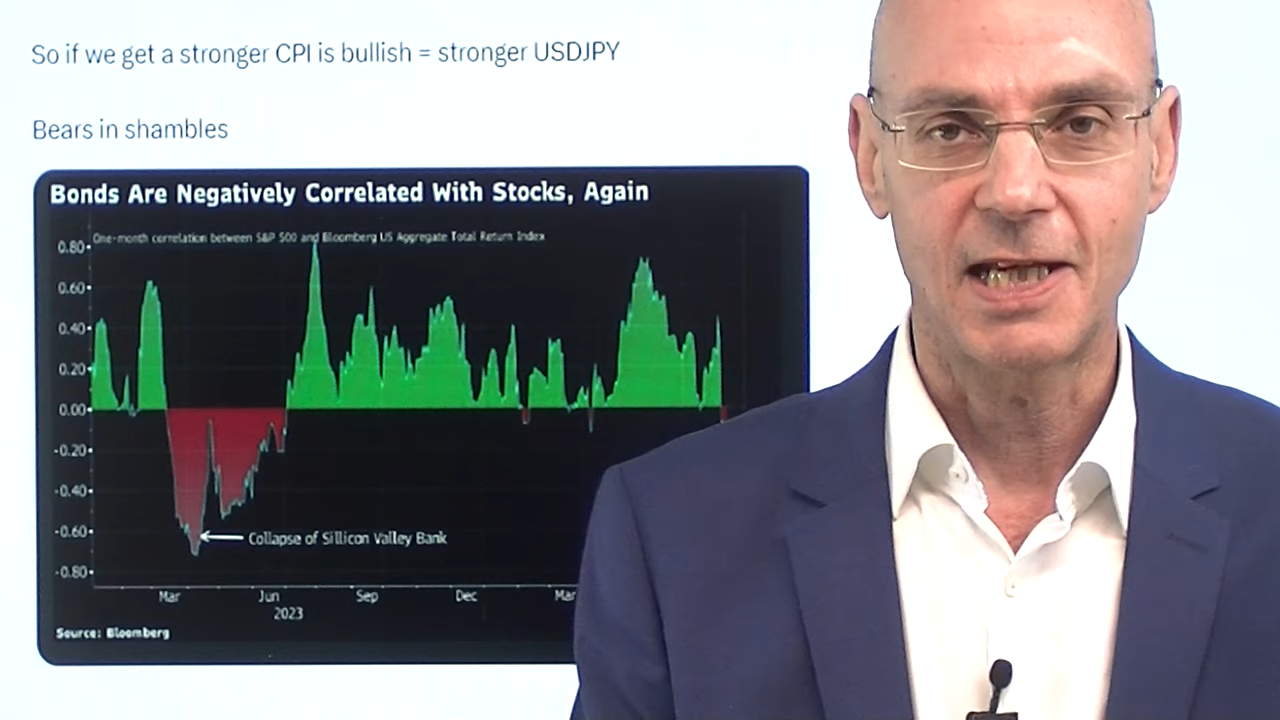 So if we get a stronger CPI is bullish = stronger USDJPY
Bears in shambles
Bonds Are Negatively Correlated With Stocks, Again
One-month correlation between S&P 500 and Bloomberg US Aggregate Total Return Index
0.80
0.60
0.40
0.20
0.00
-0.20
-0.40
-0.60
Collapse of Sillicon Valley Bank
-0.80
Mar Jun Sep Dec Mar
2023
Source: Bloomberg